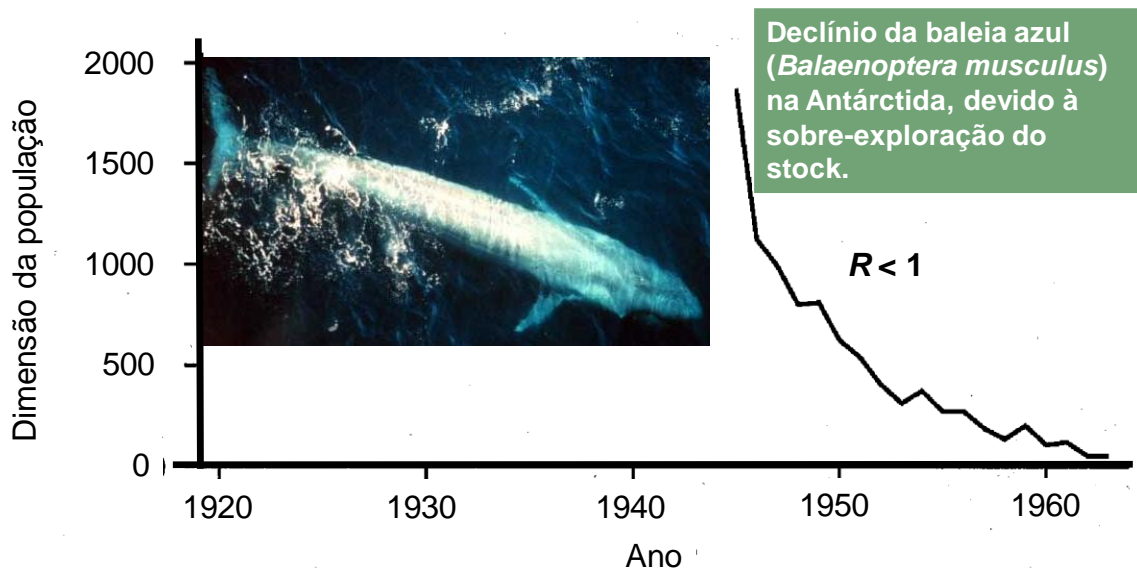 Declínio da baleia azul
(Balaenoptera musculus)
na Antárctida, devido à
sobre-exploração do
stock.
Dimensão da população
2000
1500
1000
500
0
R < 1
1920
1930
1940
1950
1960
Ano